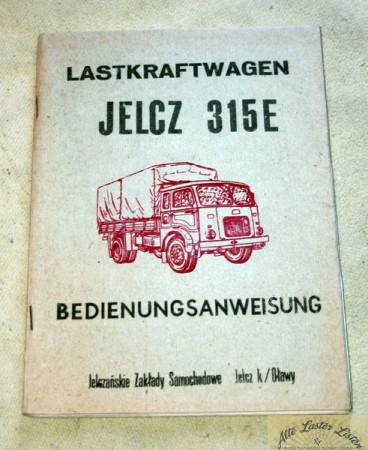 LASTKRAFTWAGEN
JELCZ 315E
BEDIENUNGSANWEISUNG
Jelczańskie Zakłady Samochodowe Jelcz k/Oławy
Alte Laster Listen